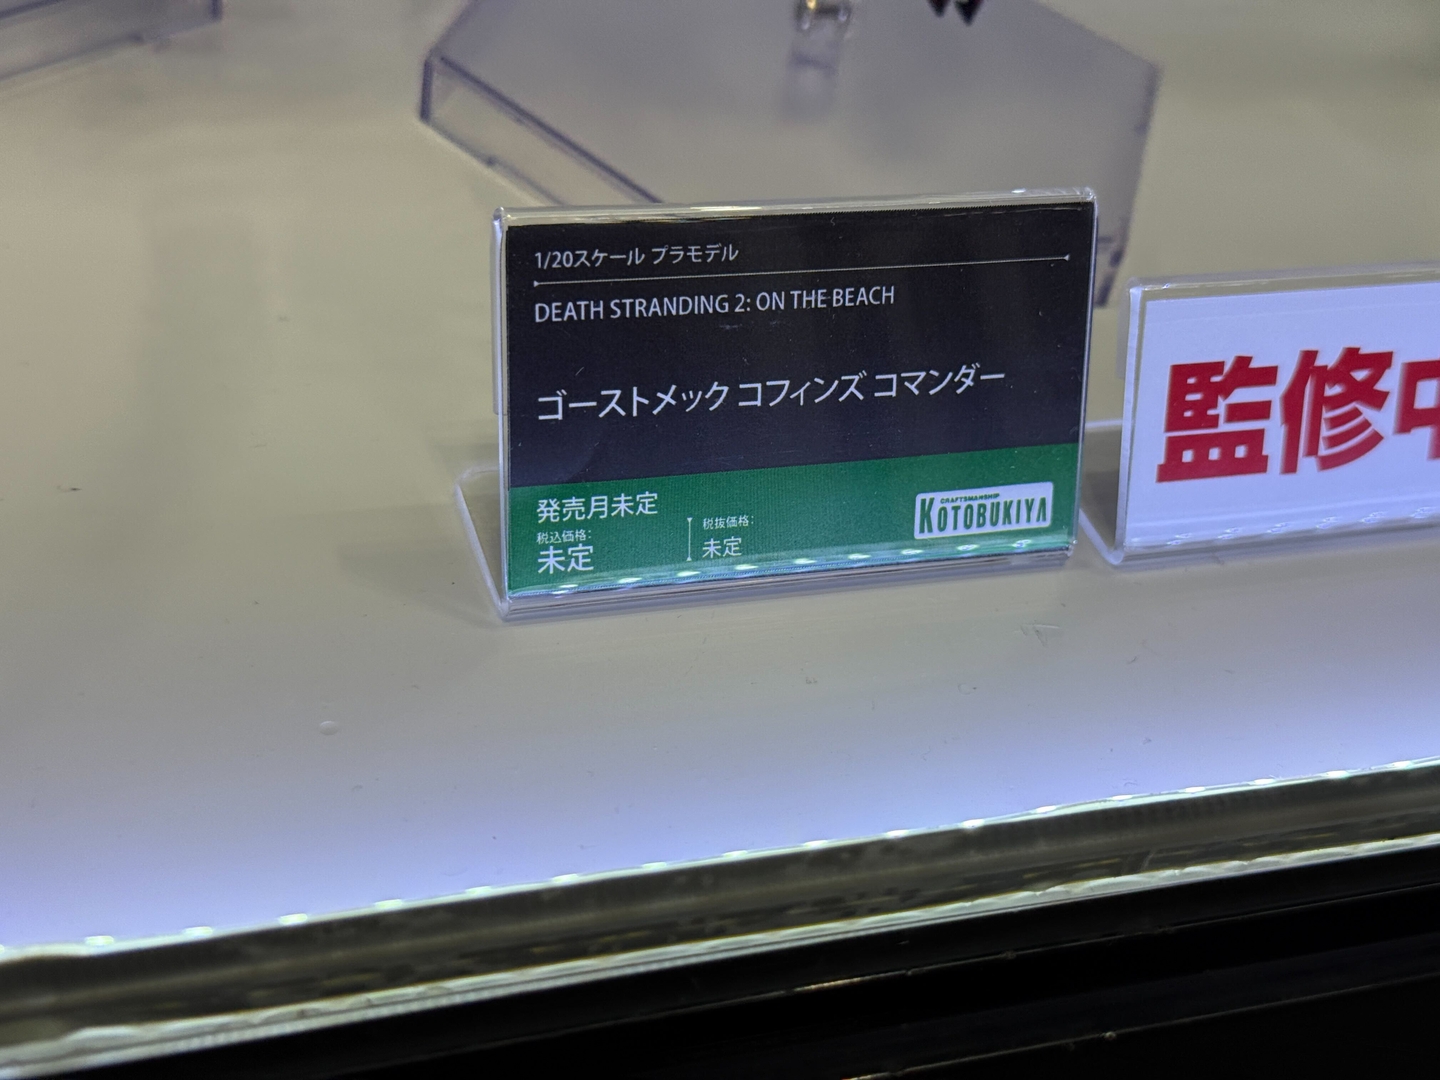 1/20スケール プラモデル
DEATH STRANDING 2: ON THE BEACH
ゴーストメック コフィンズ コマンダー
発売月未定
税込価格:
未定
税抜価格:
未定
CRAFTSMANSHIP
KOTOBUKIYA
監修中